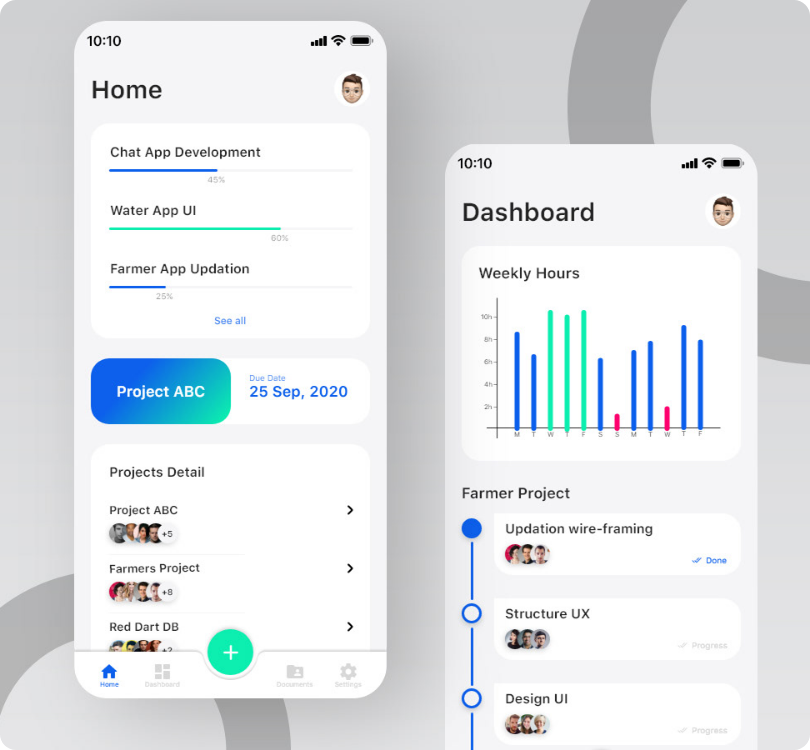 10:10
Home
Chat App Development
45%
Water App UI
60%
Farmer App Updation
25%
See all
Project ABC
Due Date
25 Sep, 2020
Projects Detail
Project ABC
+5
Farmers Project
+8
Red Dart DB
+2
Home
Dashboard
+
Documents
Settings
10:10
Dashboard
Weekly Hours
10h
8h
6h
4h
2h
M T W T F S S M T W T F
Farmer Project
Updation wire-framing
Done
Structure UX
Progress
Design UI
Progress